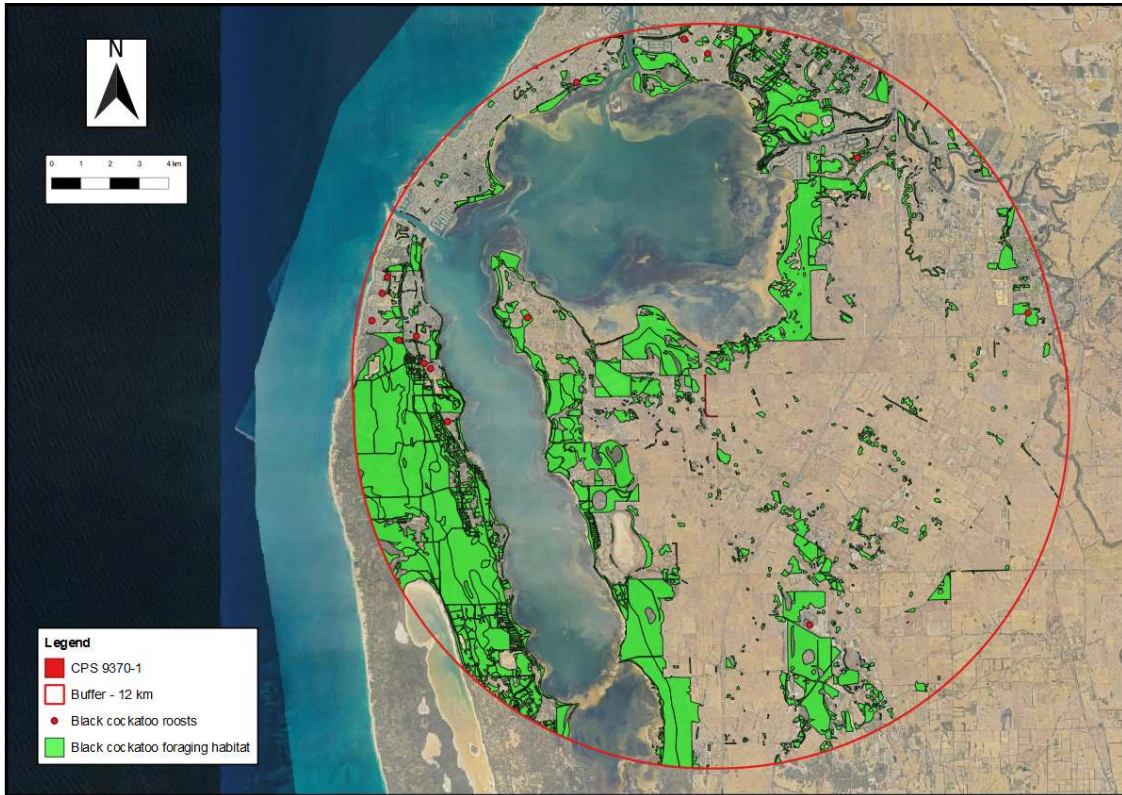 N
0 1 2 3 4 km
Legend
CPS 9370-1
Buffer - 12 km
Black cockatoo roosts
Black cockatoo foraging habitat